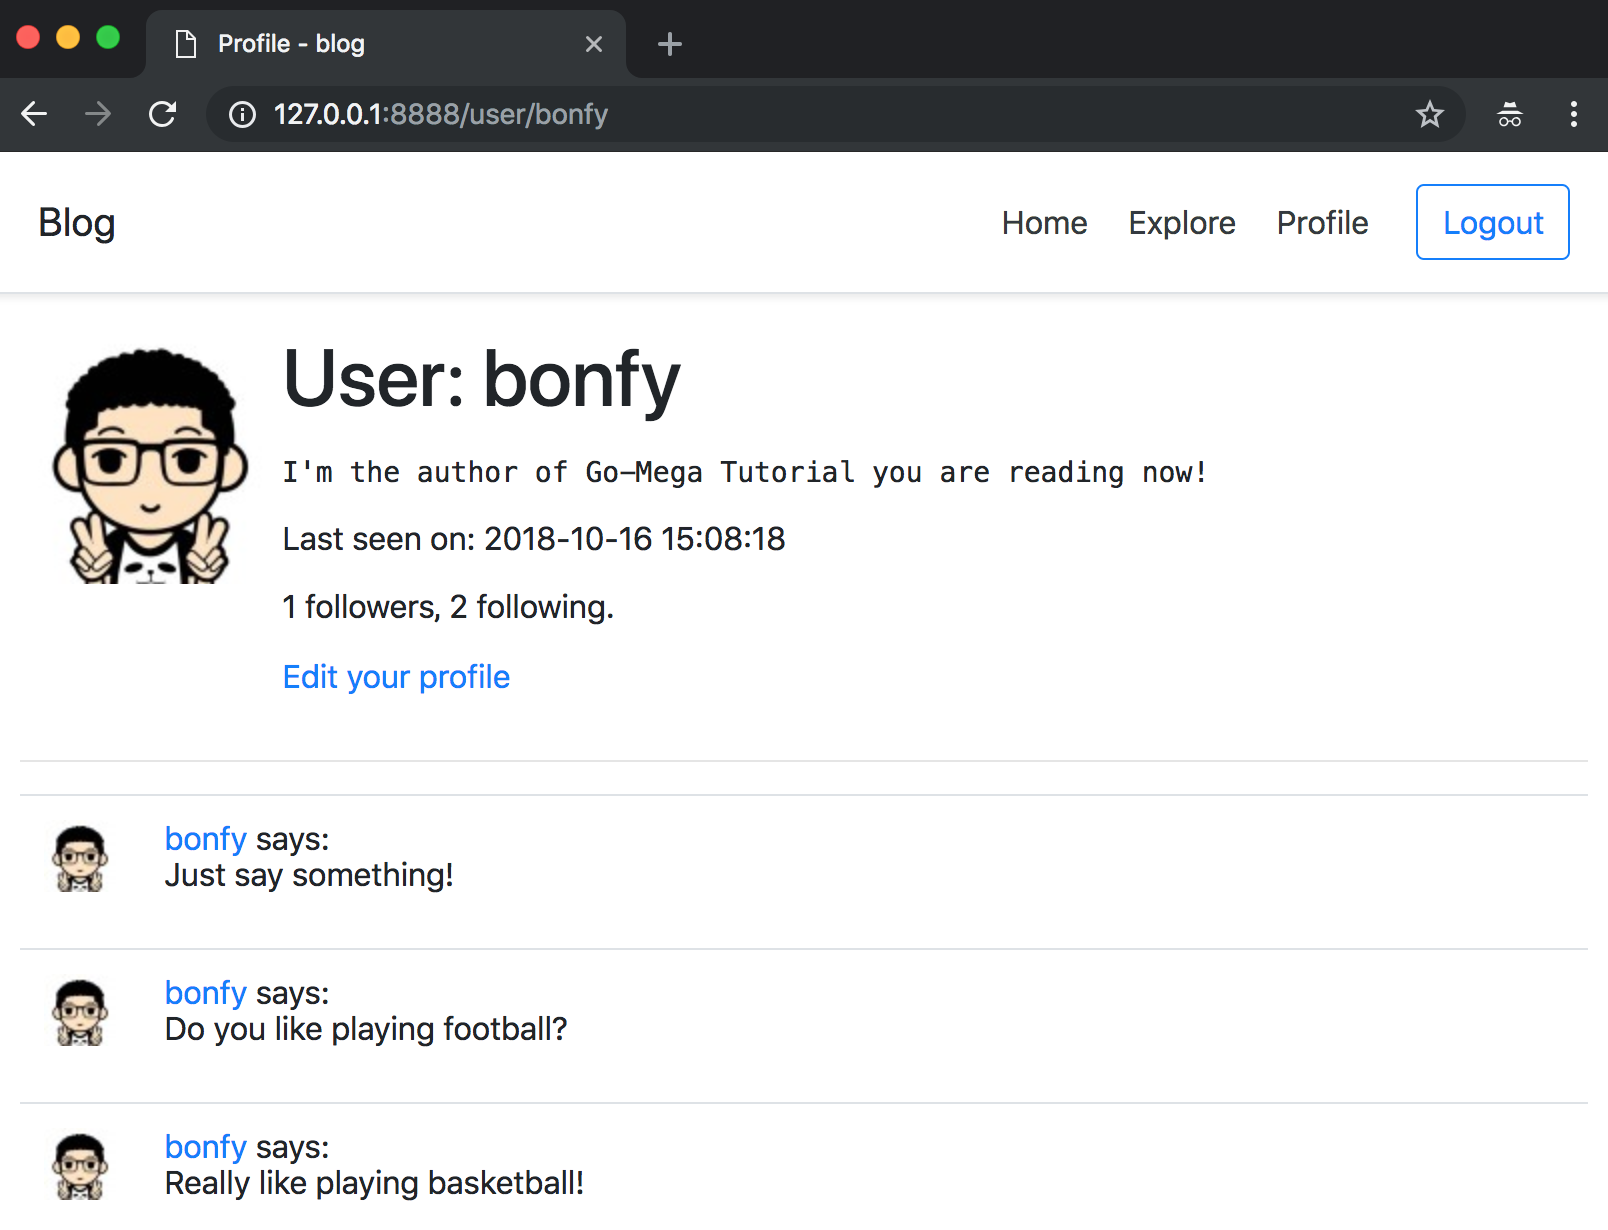 Profile - blog
127.0.0.1:8888/user/bonfy
Blog Home Explore Profile Logout
User: bonfy
I'm the author of Go-Mega Tutorial you are reading now!
Last seen on: 2018-10-16 15:08:18
1 followers, 2 following.
Edit your profile
bonfy says:
Just say something!
bonfy says:
Do you like playing football?
bonfy says:
Really like playing basketball!